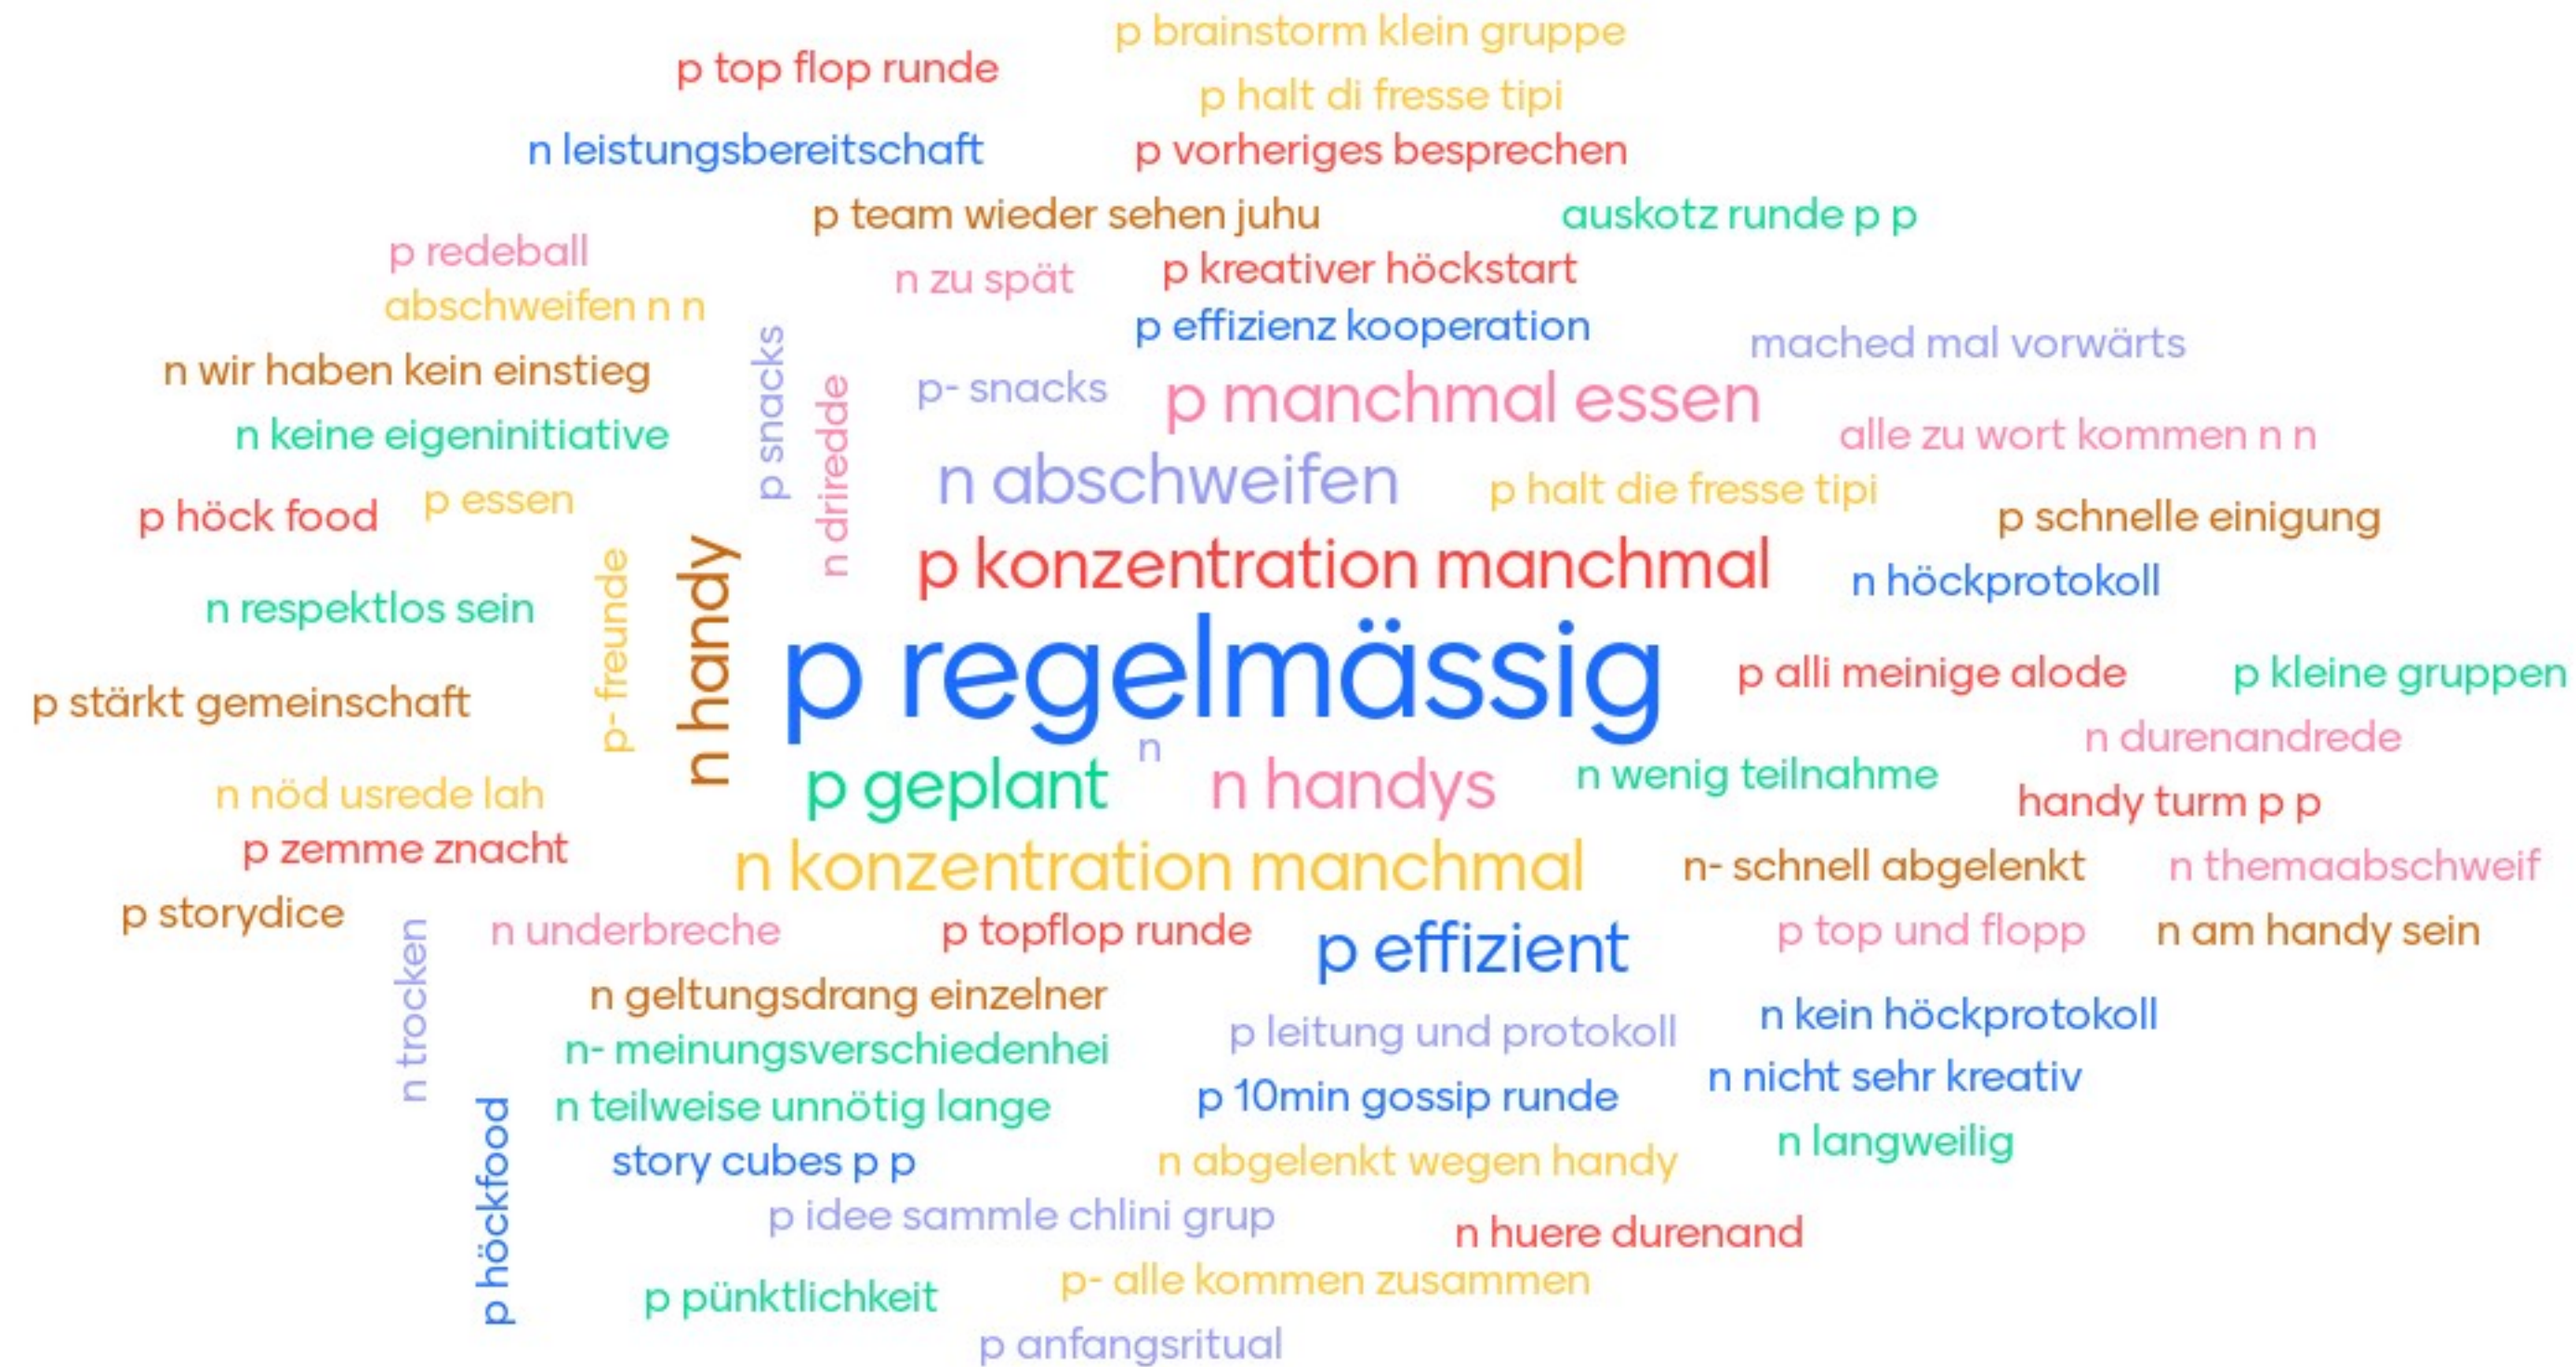 p brainstorm klein gruppe
p top flop runde
p halt di fresse tipi
n leistungsbereitschaft
p vorheriges besprechen
p team wieder sehen juhu
auskotz runde p p
p redeball
n zu spät
p kreativer höckstart
abschweifen n n
p effizienz kooperation
mached mal vorwärts
n wir haben kein einstieg
p snacks
n driredde
p- snacks
p manchmal essen
n keine eigeninitiative
alle zu wort kommen n n
n abschweifen
p halt die fresse tipi
p höck food
p essen
p schnelle einigung
p konzentration manchmal
n höckprotokoll
n respektlos sein
p- freunde
n handy
p regelmässig
p alli meinige alode
p kleine gruppen
p stärkt gemeinschaft
n durenandrede
n
p geplant
n handys
n wenig teilnahme
n nöd usrede lah
handy turm p p
p zemme znacht
n konzentration manchmal
n- schnell abgelenkt
n themaabschweif
p storydice
n trocken
n underbreche
p topflop runde
p effizient
p top und flopp
n am handy sein
n geltungsdrang einzelner
n kein höckprotokoll
p leitung und protokoll
n- meinungsverschiedenhei
n nicht sehr kreativ
p 10min gossip runde
n teilweise unnötig lange
n langweilig
p höckfood
story cubes p p
n abgelenkt wegen handy
p idee sammle chlini grup
n huere durenand
p- alle kommen zusammen
p pünktlichkeit
p anfangsritual